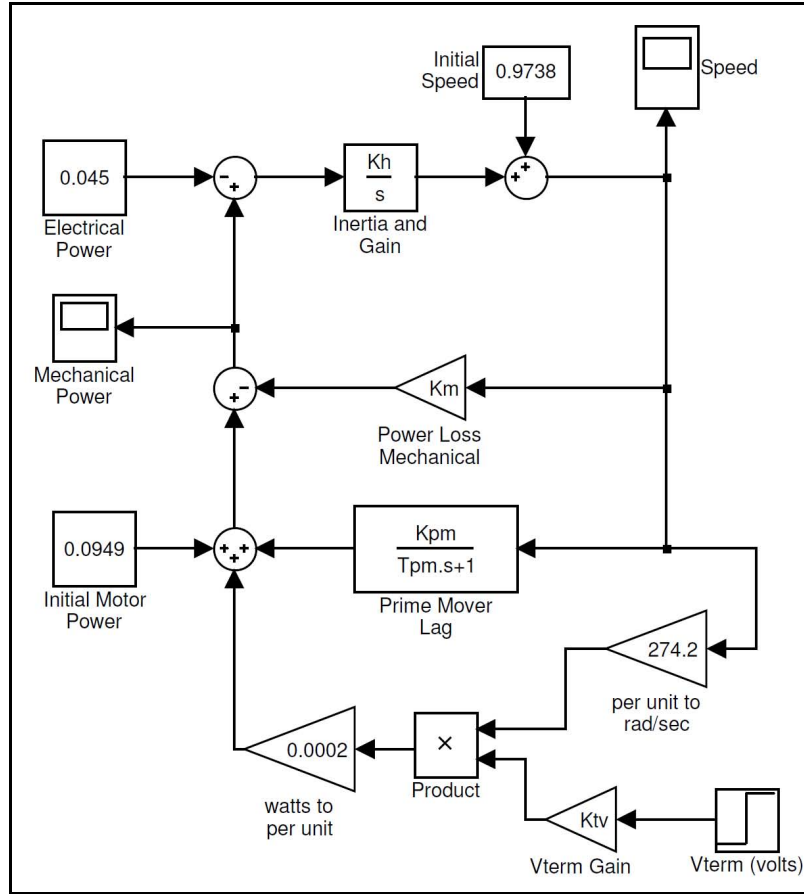 Initial
Speed
0.9738
Speed
0.045
Electrical
Power
-
+
Kh
s
Inertia and
Gain
+
+
Mechanical
Power
-
+
Km
Power Loss
Mechanical
0.0949
Initial Motor
Power
+
+
+
Kpm
Tpm.s+1
Prime Mover
Lag
274.2
per unit to
rad/sec
0.0002
watts to
per unit
×
Product
Ktv
Vterm Gain
Vterm (volts)